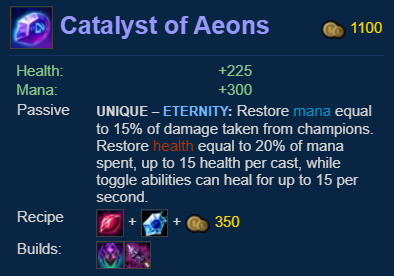 Catalyst of Aeons 1100
Health: +225
Mana: +300
Passive UNIQUE – ETERNITY: Restore mana equal
to 15% of damage taken from champions.
Restore health equal to 20% of mana
spent, up to 15 health per cast, while
toggle abilities can heal for up to 15 per
second.
Recipe + + 350
Builds: